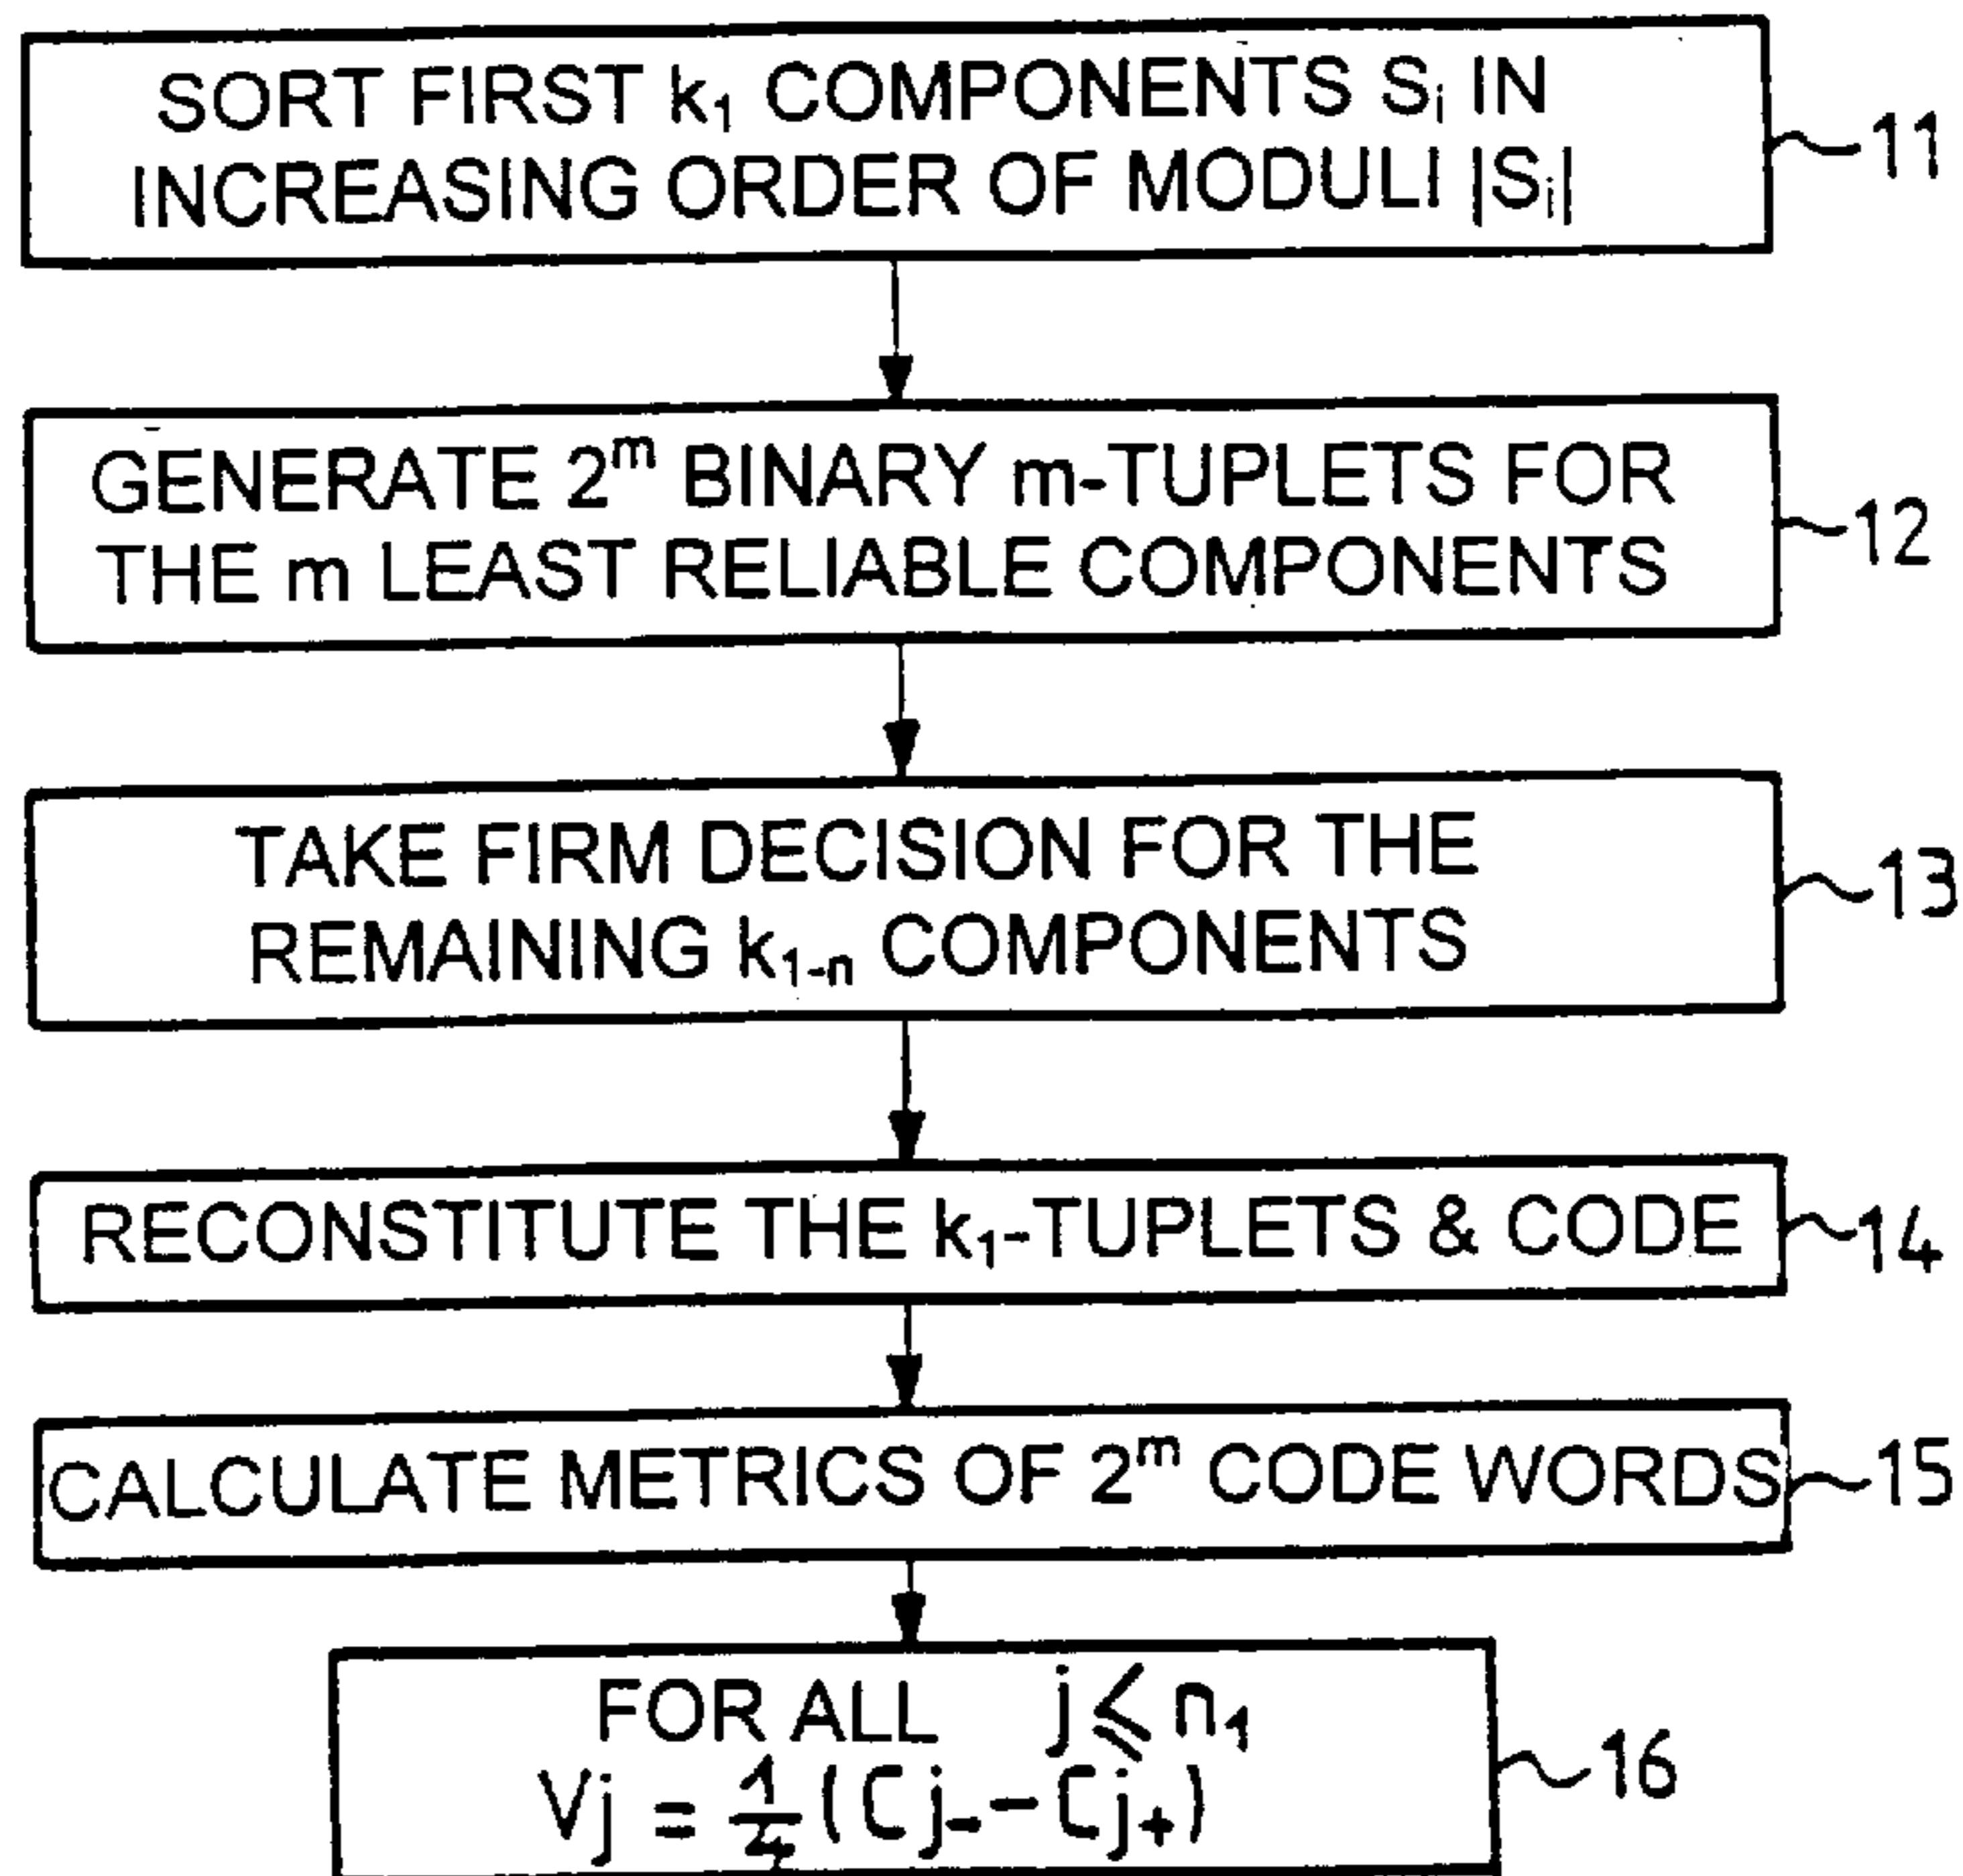 SORT FIRST k₁ COMPONENTS Sᵢ IN
INCREASING ORDER OF MODULI |Sᵢ|
11
GENERATE 2ᵐ BINARY m-TUPLETS FOR
THE m LEAST RELIABLE COMPONENTS
12
TAKE FIRM DECISION FOR THE
REMAINING k₁₋ₙ COMPONENTS
13
RECONSTITUTE THE k₁-TUPLETS & CODE
14
CALCULATE METRICS OF 2ᵐ CODE WORDS
15
FOR ALL j ⩽ n₁
Vj = 1/4 (Cj- - Cj+)
16